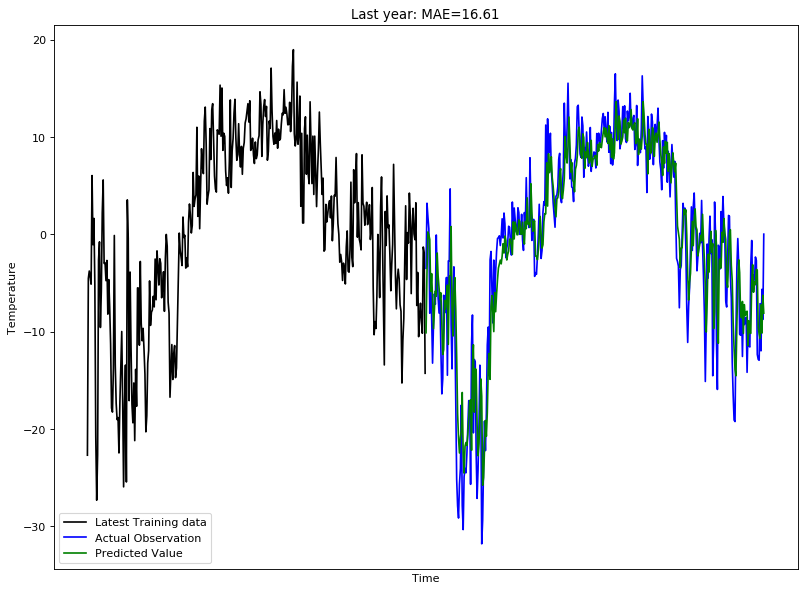 Last year: MAE=16.61
Temperature
20
10
0
−10
−20
−30
Latest Training data
Actual Observation
Predicted Value
Time